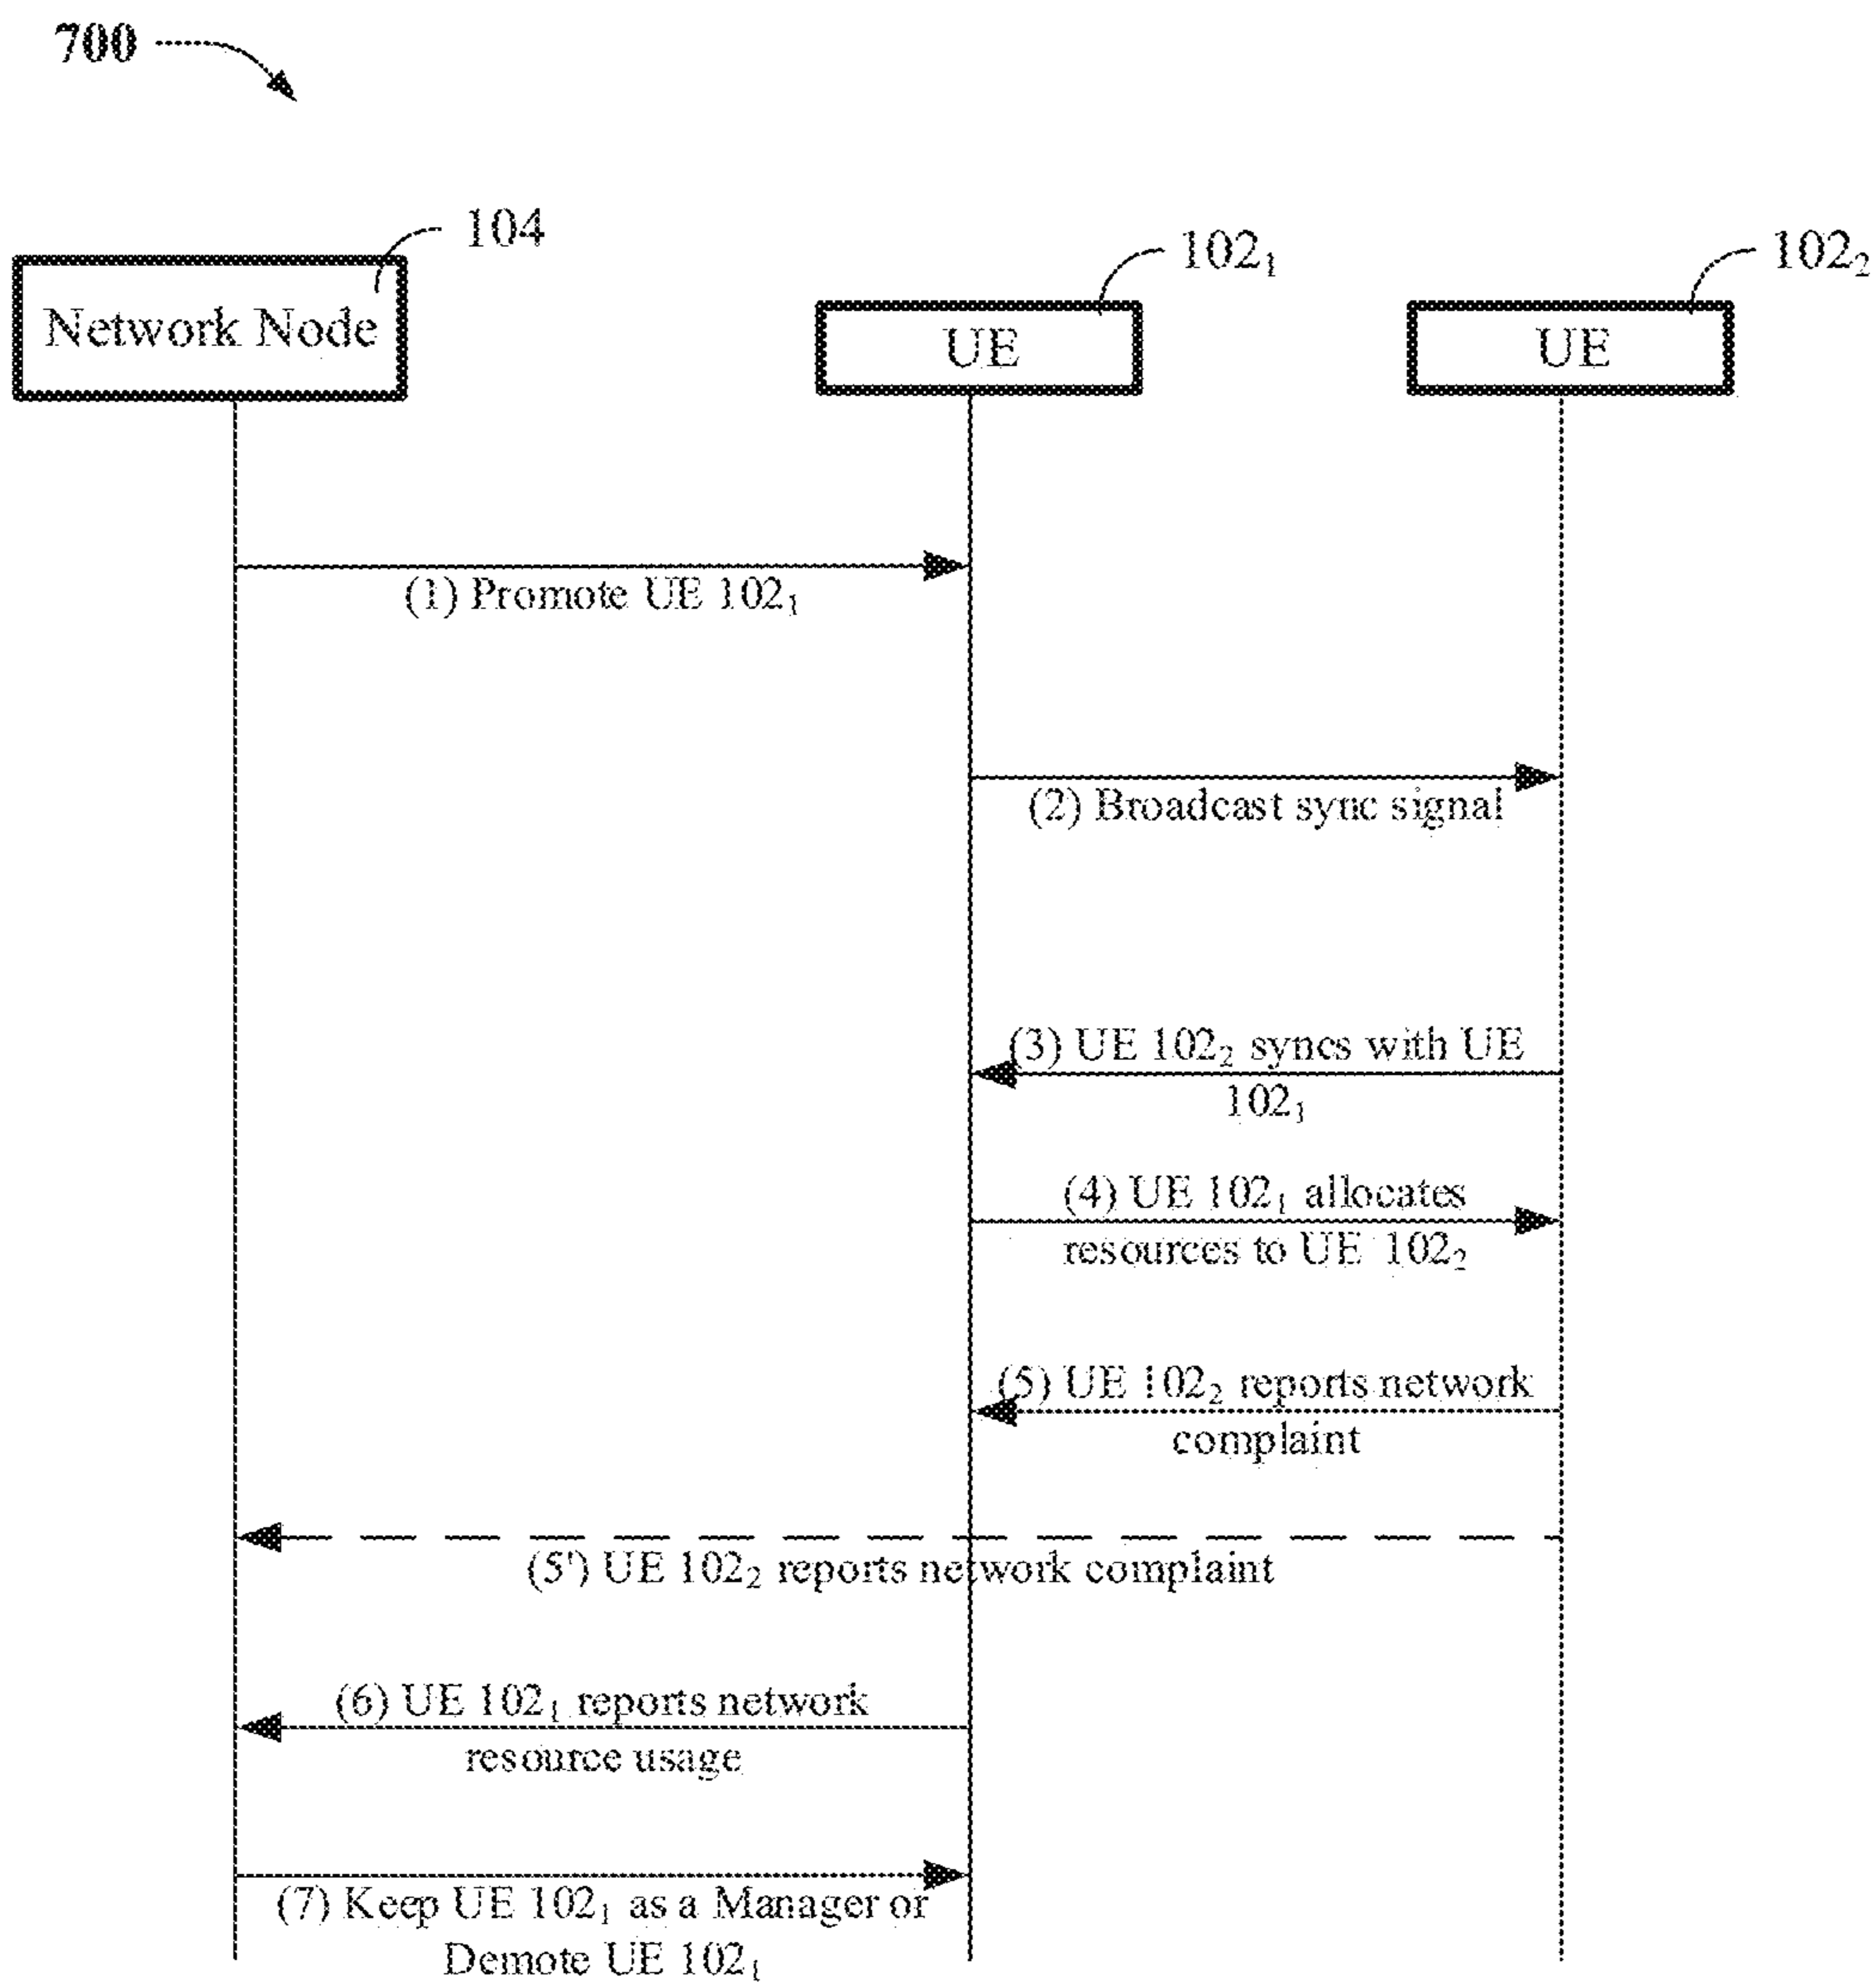 700
104
102₁
102₂
Network Node
UE
UE
(1) Promote UE 102₁
(2) Broadcast sync signal
(3) UE 102₂ syncs with UE
102₁
(4) UE 102₁ allocates
resources to UE 102₂
(5) UE 102₂ reports network
complaint
(5') UE 102₂ reports network complaint
(6) UE 102₁ reports network
resource usage
(7) Keep UE 102₁ as a Manager or
Demote UE 102₁